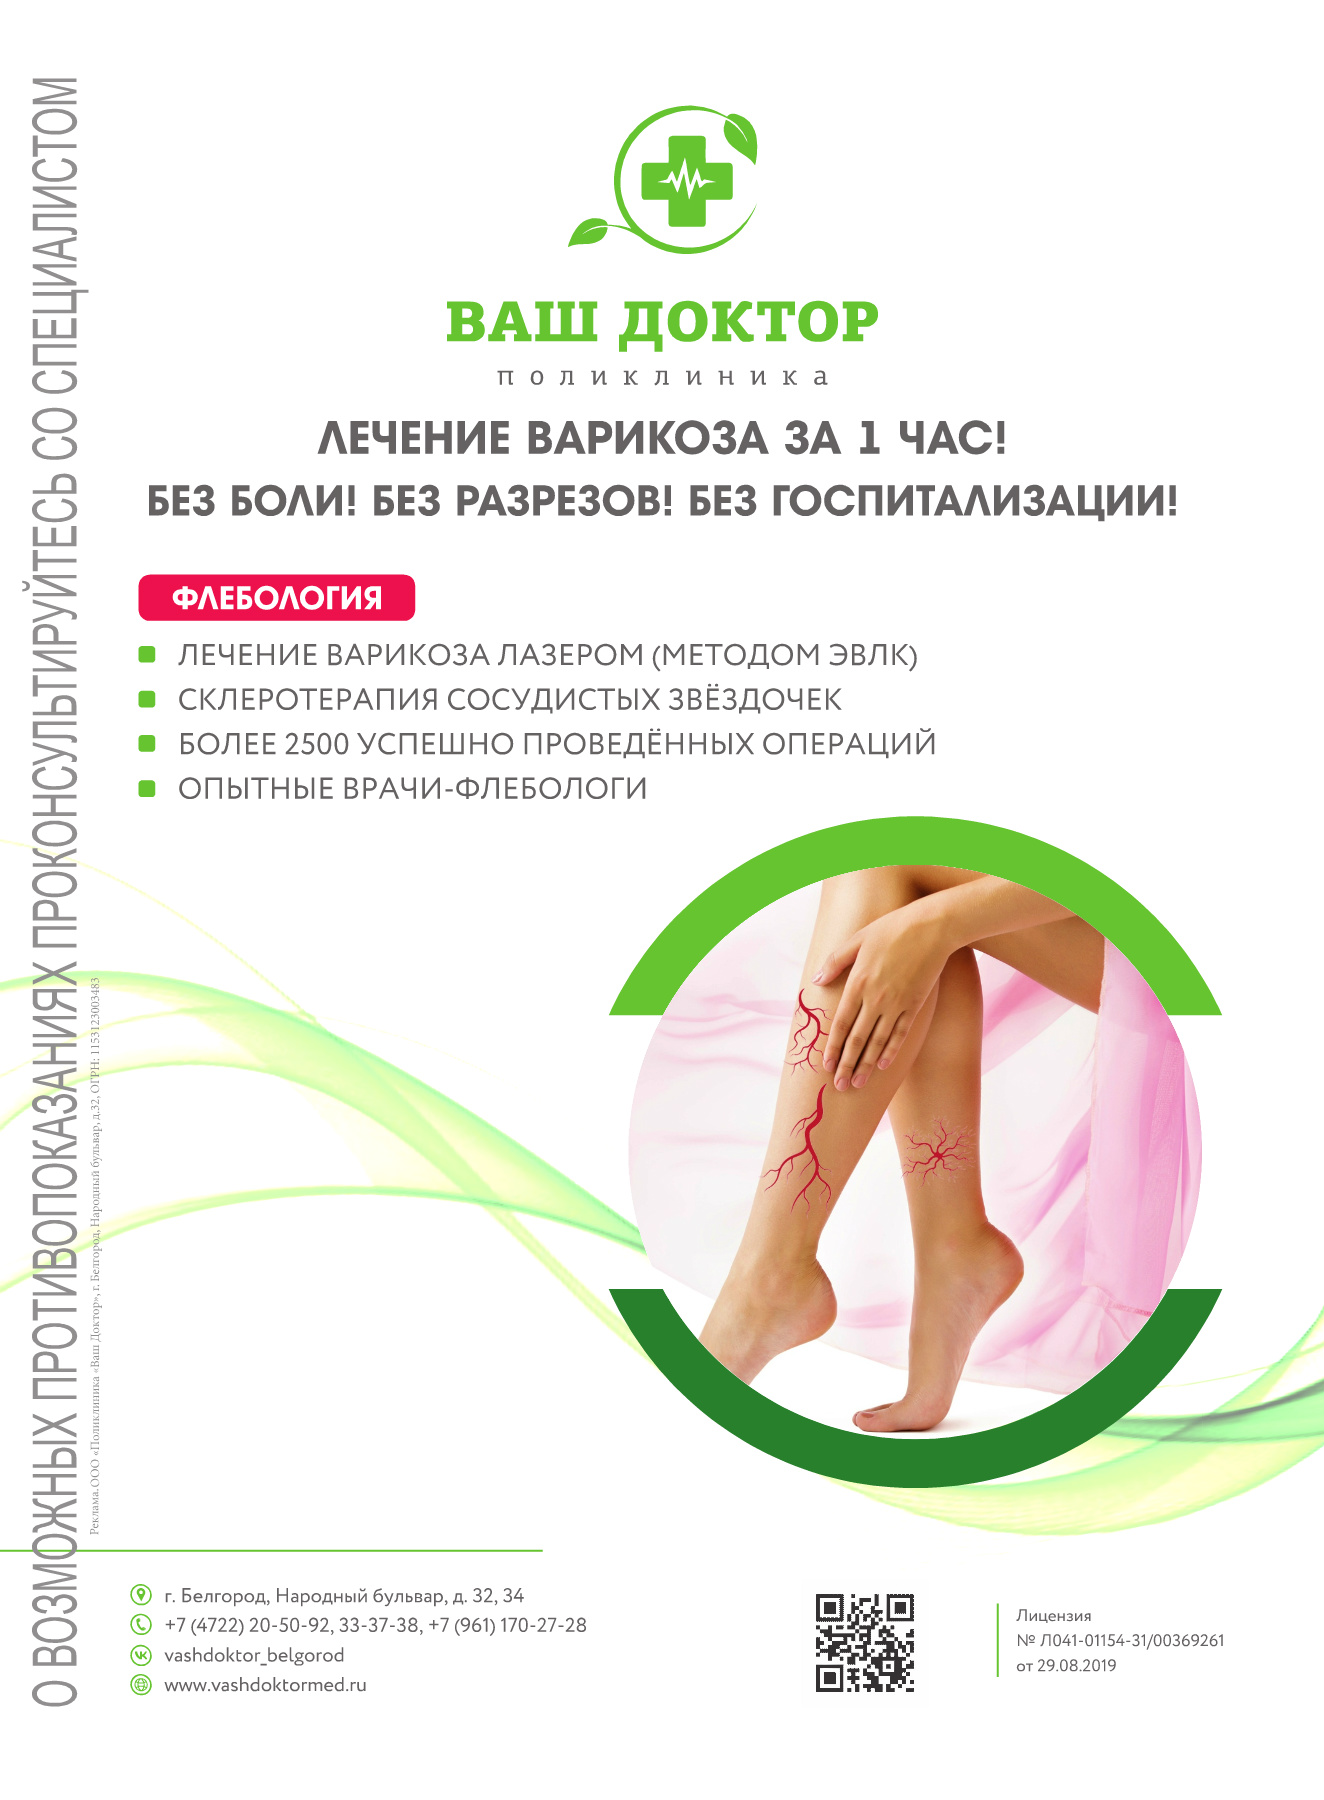 ВАШ ДОКТОР
поликлиника
ЛЕЧЕНИЕ ВАРИКОЗА ЗА 1 ЧАС!
БЕЗ БОЛИ! БЕЗ РАЗРЕЗОВ! БЕЗ ГОСПИТАЛИЗАЦИИ!
ФЛЕБОЛОГИЯ
ЛЕЧЕНИЕ ВАРИКОЗА ЛАЗЕРОМ (МЕТОДОМ ЭВЛК)
СКЛЕРОТЕРАПИЯ СОСУДИСТЫХ ЗВЁЗДОЧЕК
БОЛЕЕ 2500 УСПЕШНО ПРОВЕДЁННЫХ ОПЕРАЦИЙ
ОПЫТНЫЕ ВРАЧИ-ФЛЕБОЛОГИ
О ВОЗМОЖНЫХ ПРОТИВОПОКАЗАНИЯХ ПРОКОНСУЛЬТИРУЙТЕСЬ СО СПЕЦИАЛИСТОМ
Реклама. ООО «Поликлиника «Ваш Доктор», г. Белгород, Народный бульвар, д.32, ОГРН: 1153123003483
г. Белгород, Народный бульвар, д. 32, 34
+7 (4722) 20-50-92, 33-37-38, +7 (961) 170-27-28
vashdoktor_belgorod
www.vashdoktormed.ru
Лицензия
№ Л041-01154-31/00369261
от 29.08.2019